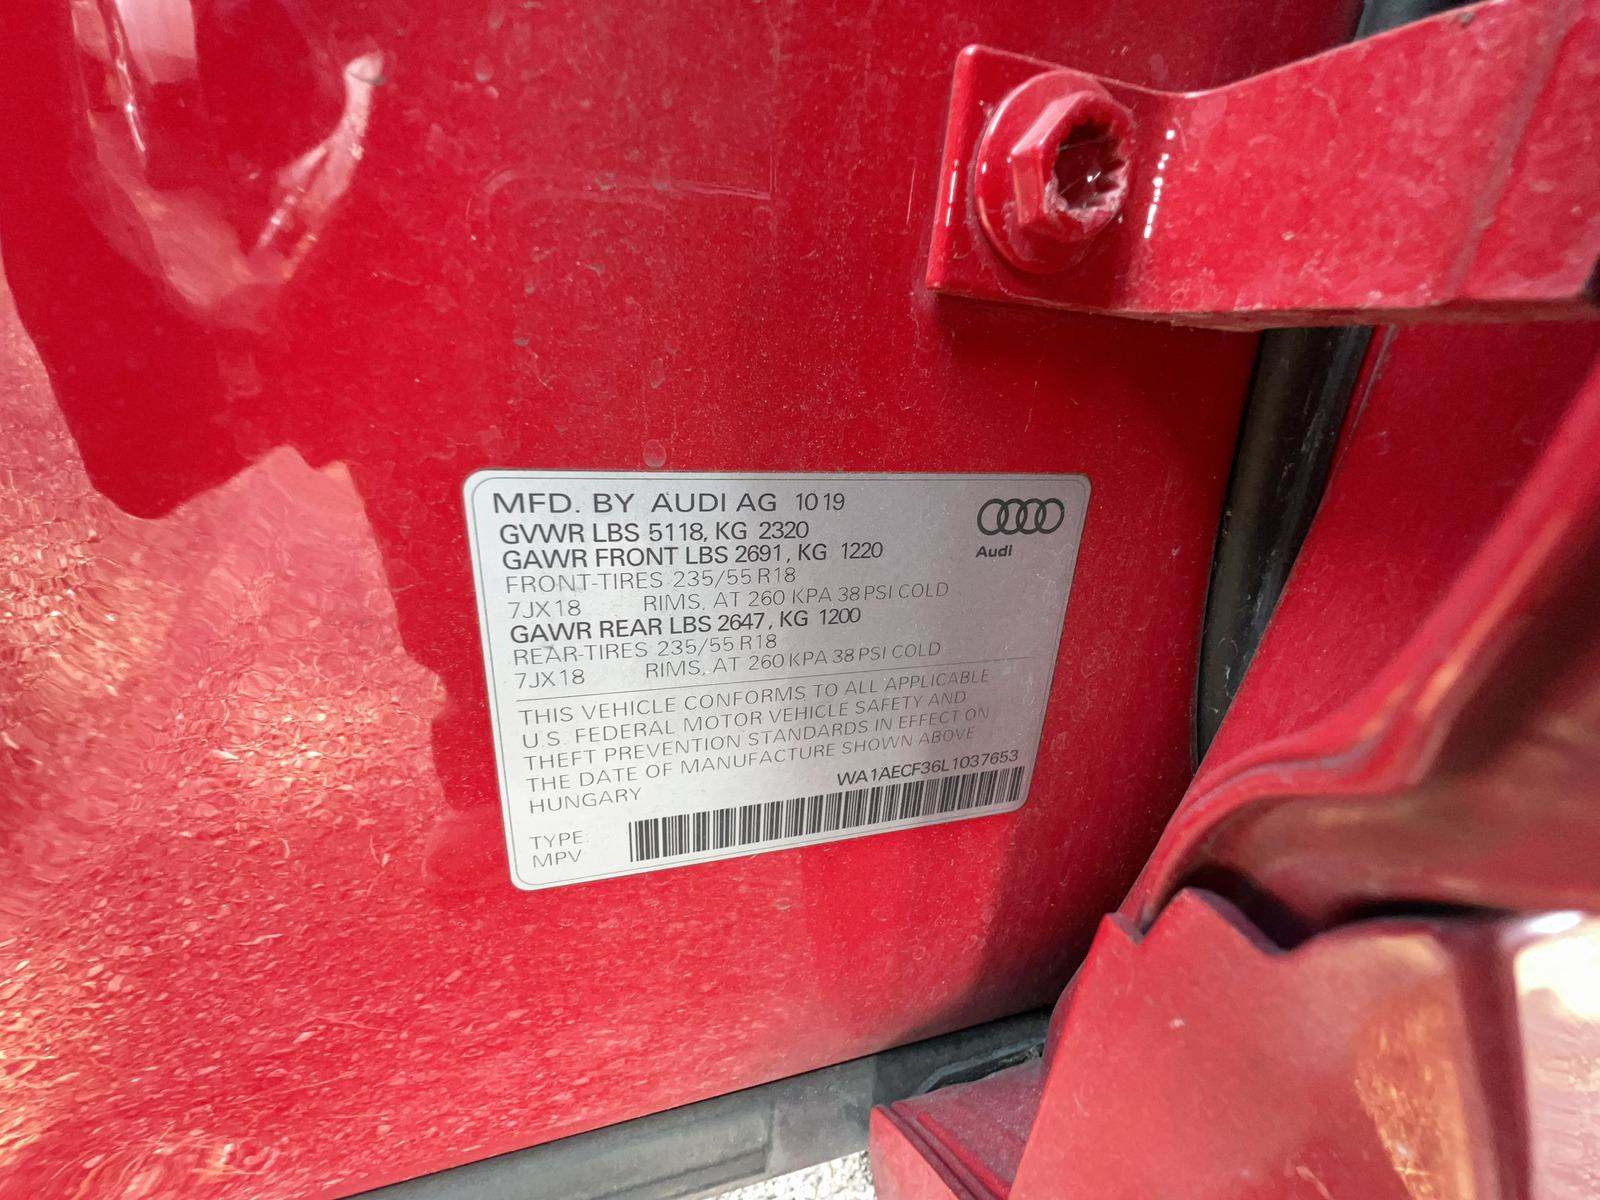 MFD. BY AUDI AG 10 19
GVWR LBS 5118, KG 2320
GAWR FRONT LBS 2691, KG 1220
FRONT-TIRES 235/55 R18
7JX18 RIMS, AT 260 KPA 38 PSI COLD
GAWR REAR LBS 2647, KG 1200
REAR-TIRES 235/55 R18
7JX18 RIMS, AT 260 KPA 38 PSI COLD
THIS VEHICLE CONFORMS TO ALL APPLICABLE
U.S. FEDERAL MOTOR VEHICLE SAFETY AND
THEFT PREVENTION STANDARDS IN EFFECT ON
THE DATE OF MANUFACTURE SHOWN ABOVE
HUNGARY
WA1AECF36L1037653
TYPE:
MPV
Audi